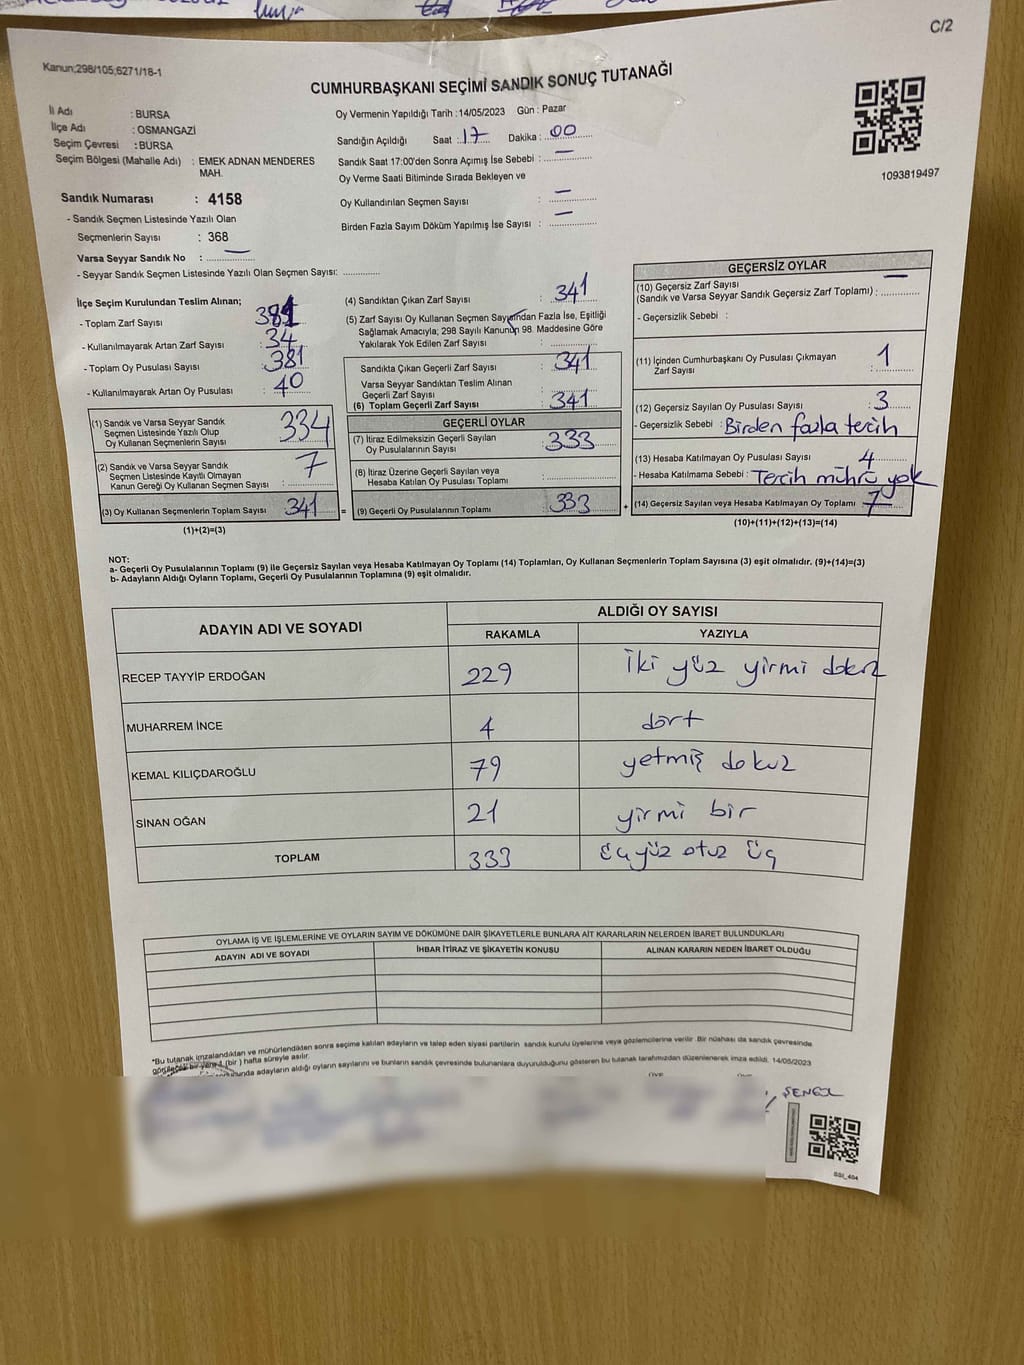 C/2
Kanun;298/105;6271/18-1
CUMHURBAŞKANI SEÇİMİ SANDIK SONUÇ TUTANAĞI
İl Adı : BURSA
İlçe Adı : OSMANGAZİ
Seçim Çevresi : BURSA
Seçim Bölgesi (Mahalle Adı) : EMEK ADNAN MENDERES
MAH.
Sandık Numarası : 4158
- Sandık Seçmen Listesinde Yazılı Olan
Seçmenlerin Sayısı : 368
Varsa Seyyar Sandık No : —
- Seyyar Sandık Seçmen Listesinde Yazılı Olan Seçmen Sayısı: ..............
Oy Vermenin Yapıldığı Tarih : 14/05/2023 Gün : Pazar
Sandığın Açıldığı Saat : 17 Dakika : 00
Sandık Saat 17:00'den Sonra Açımış İse Sebebi : —
Oy Verme Saati Bitiminde Sırada Bekleyen ve
Oy Kullandırılan Seçmen Sayısı : —
Birden Fazla Sayım Döküm Yapılmış İse Sayısı : —
1093819497
İlçe Seçim Kurulundan Teslim Alınan;
- Toplam Zarf Sayısı :
- Kullanılmayarak Artan Zarf Sayısı : 34
- Toplam Oy Pusulası Sayısı : 381
- Kullanılmayarak Artan Oy Pusulası : 40
(1) Sandık ve Varsa Seyyar Sandık
Seçmen Listesinde Yazılı Olup
Oy Kullanan Seçmenlerin Sayısı : 334
(2) Sandık ve Varsa Seyyar Sandık
Seçmen Listesinde Kayıtlı Olmayan
Kanun Gereği Oy Kullanan Seçmen Sayısı : 7
(3) Oy Kullanan Seçmenlerin Toplam Sayısı 341 =
(1)+(2)=(3)
(4) Sandıktan Çıkan Zarf Sayısı : 341
(5) Zarf Sayısı Oy Kullanan Seçmen Sayısından Fazla İse, Eşitliği
Sağlamak Amacıyla; 298 Sayılı Kanunun 98. Maddesine Göre
Yakılarak Yok Edilen Zarf Sayısı :
Sandıkta Çıkan Geçerli Zarf Sayısı : 341
Varsa Seyyar Sandıktan Teslim Alınan
Geçerli Zarf Sayısı :
(6) Toplam Geçerli Zarf Sayısı 341
GEÇERLİ OYLAR
(7) İtiraz Edilmeksizin Geçerli Sayılan
Oy Pusulalarının Sayısı : 333
(8) İtiraz Üzerine Geçerli Sayılan veya
Hesaba Katılan Oy Pusulası Toplamı :
(9) Geçerli Oy Pusulalarının Toplamı : 333 +
GEÇERSİZ OYLAR
(10) Geçersiz Zarf Sayısı —
(Sandık ve Varsa Seyyar Sandık Geçersiz Zarf Toplamı) :
- Geçersizlik Sebebi :
(11) İçinden Cumhurbaşkanı Oy Pusulası Çıkmayan
Zarf Sayısı : 1
(12) Geçersiz Sayılan Oy Pusulası Sayısı : 3
- Geçersizlik Sebebi : Birden fazla tercih
(13) Hesaba Katılmayan Oy Pusulası Sayısı : 4
- Hesaba Katılmama Sebebi : Tercih mührü yok
(14) Geçersiz Sayılan veya Hesaba Katılmayan Oy Toplamı : 7
(10)+(11)+(12)+(13)=(14)
NOT:
a- Geçerli Oy Pusulalarının Toplamı (9) ile Geçersiz Sayılan veya Hesaba Katılmayan Oy Toplamı (14) Toplamları, Oy Kullanan Seçmenlerin Toplam Sayısına (3) eşit olmalıdır. (9)+(14)=(3)
b- Adayların Aldığı Oyların Toplamı, Geçerli Oy Pusulalarının Toplamına (9) eşit olmalıdır.
ADAYIN ADI VE SOYADI ALDIĞI OY SAYISI
RAKAMLA YAZIYLA
RECEP TAYYİP ERDOĞAN 229 iki yüz yirmi dokuz
MUHARREM İNCE 4 dört
KEMAL KILIÇDAROĞLU 79 yetmiş dokuz
SİNAN OĞAN 21 yirmi bir
TOPLAM 333 üçyüz otuz üç
OYLAMA İŞ VE İŞLEMLERİNE VE OYLARIN SAYIM VE DÖKÜMÜNE DAİR ŞİKAYETLERLE BUNLARA AİT KARARLARIN NELERDEN İBARET BULUNDUKLARI
ADAYIN ADI VE SOYADI İHBAR İTİRAZ VE ŞİKAYETİN KONUSU ALINAN KARARIN NEDEN İBARET OLDUĞU
*Bu tutanak imzalandıktan ve mühürlendikten sonra seçime katılan adayların ve talep eden siyasi partilerin sandık kurulu üyelerine veya gözlemcilerine verilir. Bir nüshası da sandık çevresinde
görülecek bir yere 1 (bir) hafta süreyle asılır.
adayların aldığı oyların sayılarını ve bunların sandık çevresinde bulunanlara duyurulduğunu gösteren bu tutanak tarafımızdan düzenlenerek imza edildi. 14/05/2023
ŞENGL
SSI_404